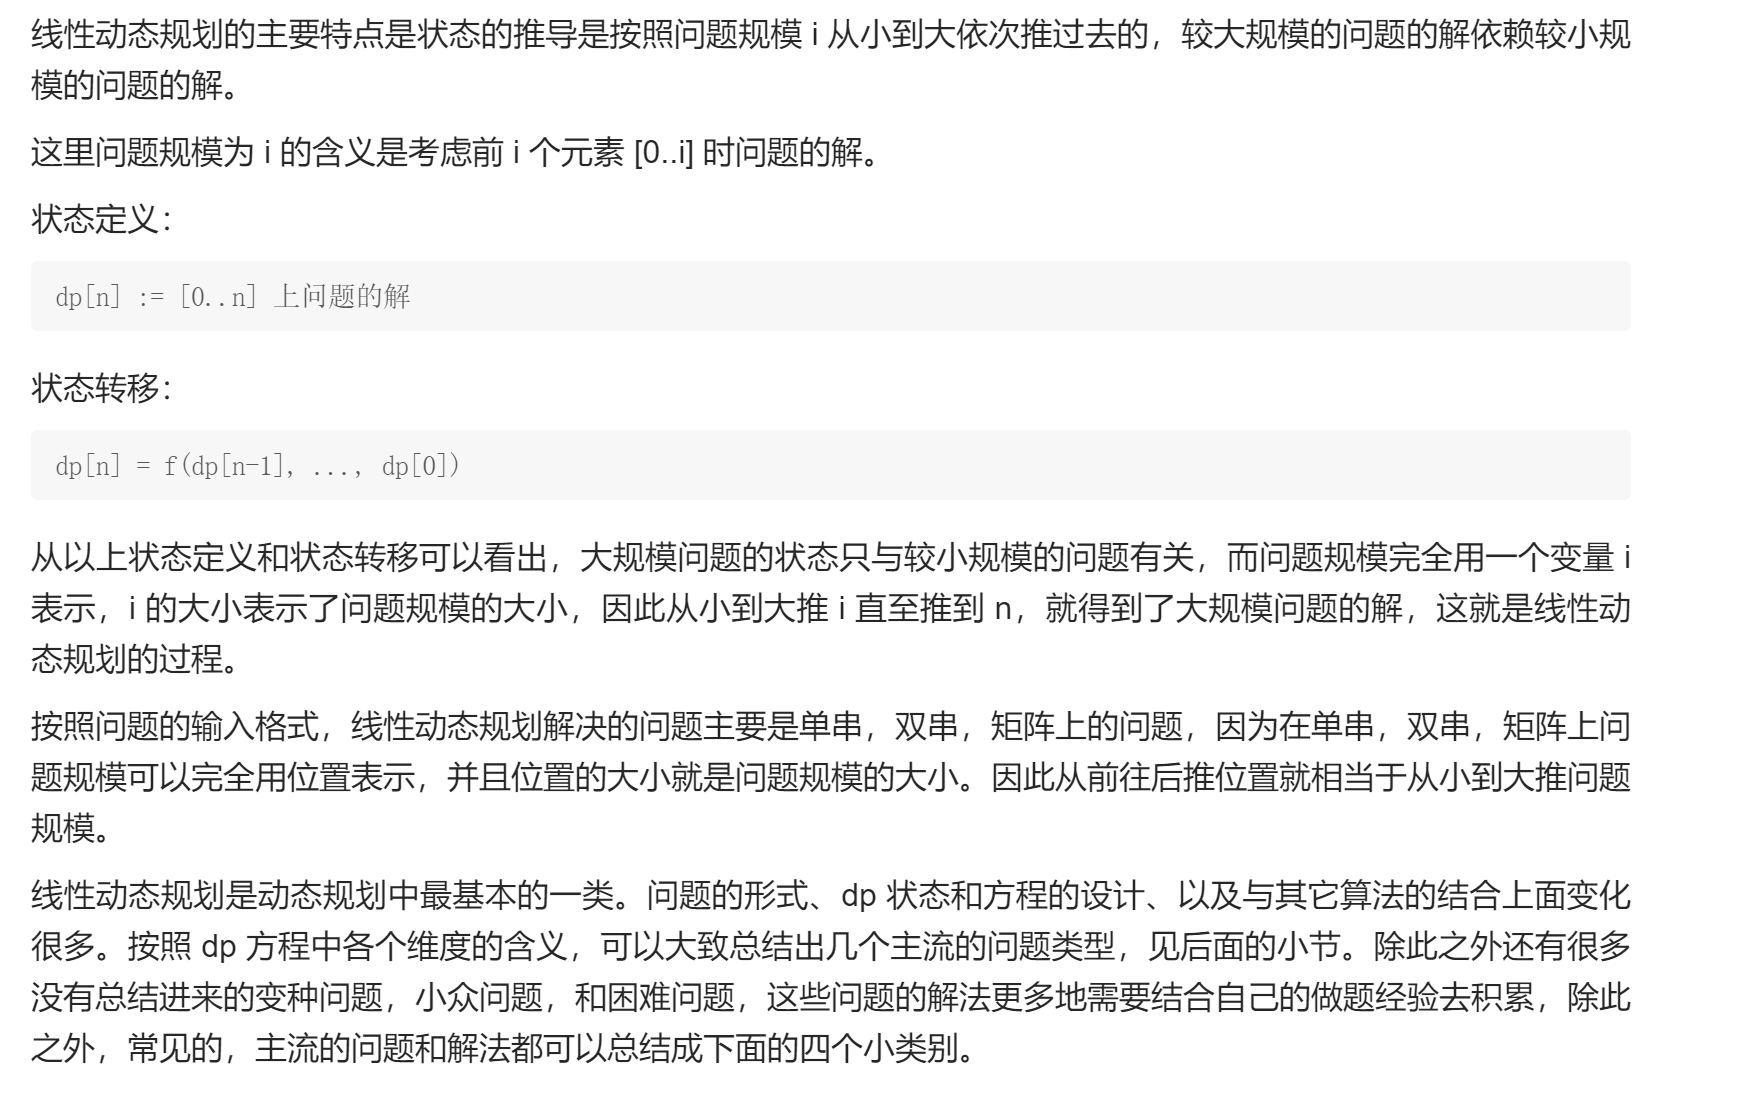 线性动态规划的主要特点是状态的推导是按照问题规模 i 从小到大依次推过去的，较大规模的问题的解依赖较小规
模的问题的解。
这里问题规模为 i 的含义是考虑前 i 个元素 [0..i] 时问题的解。
状态定义：
dp[n] := [0..n] 上问题的解
状态转移：
dp[n] = f(dp[n-1], ..., dp[0])
从以上状态定义和状态转移可以看出，大规模问题的状态只与较小规模的问题有关，而问题规模完全用一个变量 i
表示，i 的大小表示了问题规模的大小，因此从小到大推 i 直至推到 n，就得到了大规模问题的解，这就是线性动
态规划的过程。
按照问题的输入格式，线性动态规划解决的问题主要是单串，双串，矩阵上的问题，因为在单串，双串，矩阵上问
题规模可以完全用位置表示，并且位置的大小就是问题规模的大小。因此从前往后推位置就相当于从小到大推问题
规模。
线性动态规划是动态规划中最基本的一类。问题的形式、dp 状态和方程的设计、以及与其它算法的结合上面变化
很多。按照 dp 方程中各个维度的含义，可以大致总结出几个主流的问题类型，见后面的小节。除此之外还有很多
没有总结进来的变种问题，小众问题，和困难问题，这些问题的解法更多地需要结合自己的做题经验去积累，除此
之外，常见的，主流的问题和解法都可以总结成下面的四个小类别。